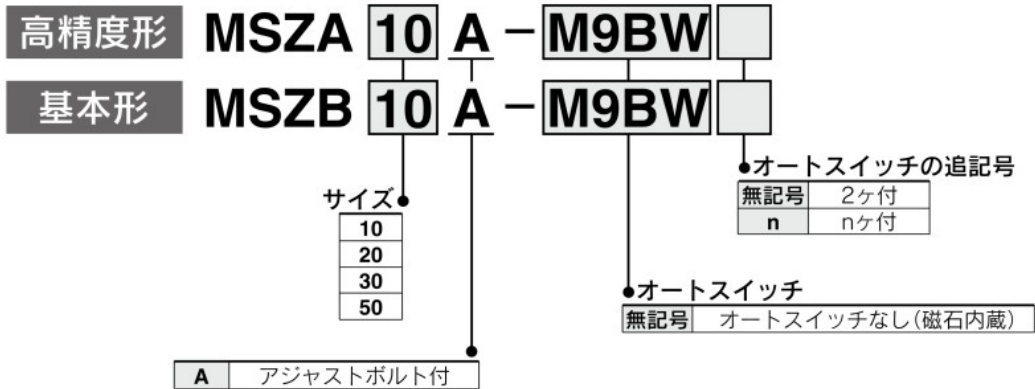 高精度形 MSZA 10 A - M9BW
基本形 MSZB 10 A - M9BW
オートスイッチの追記号
無記号 2ヶ付
n nヶ付
サイズ
10
20
30
50
オートスイッチ
無記号 オートスイッチなし(磁石内蔵)
A アジャストボルト付